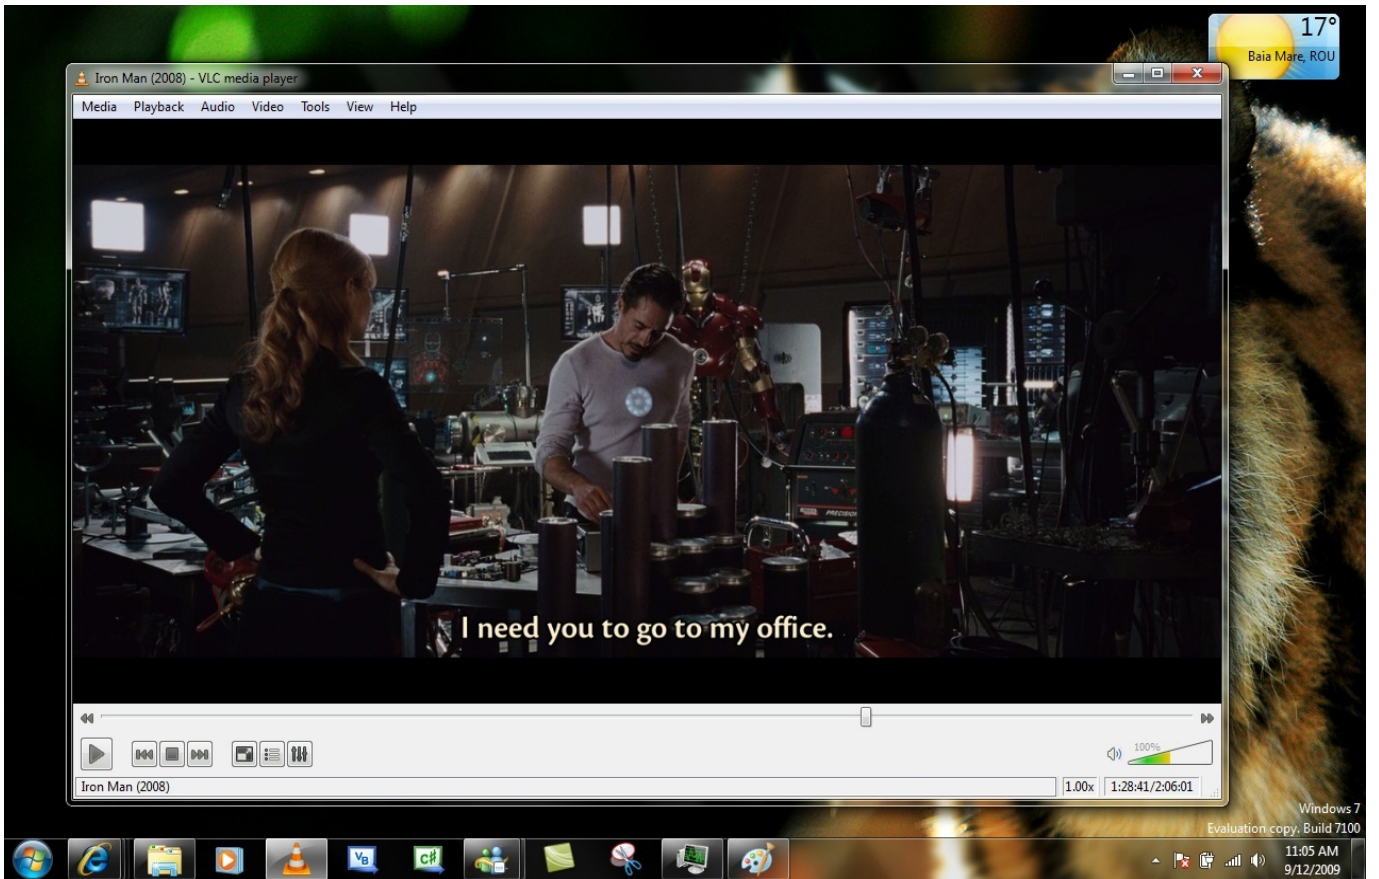 17°
Baia Mare, ROU
Iron Man (2008) - VLC media player
Media Playback Audio Video Tools View Help
PRECISION
I need you to go to my office.
100%
Iron Man (2008)
1.00x 1:28:41/2:06:01
Windows 7
Evaluation copy. Build 7100
VB
C#
11:05 AM
9/12/2009